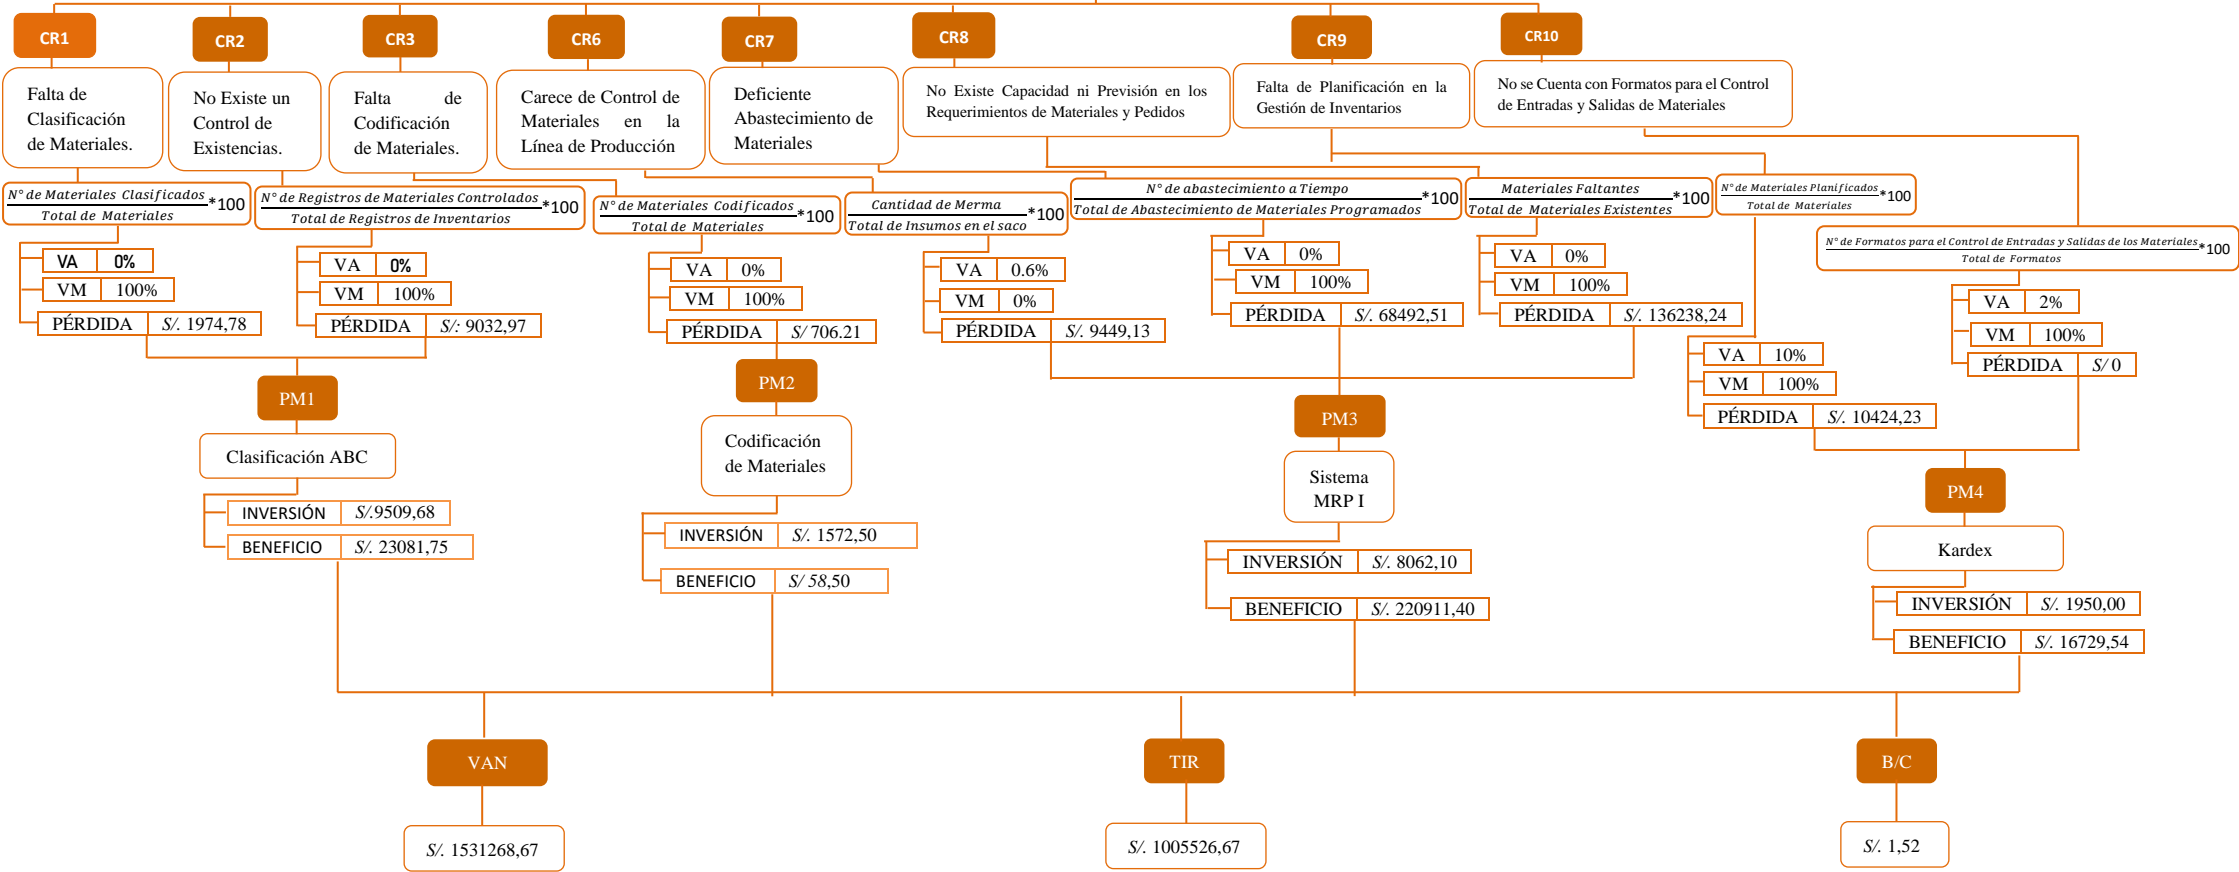 CR1
CR2
CR3
CR6
CR7
CR8
CR9
CR10
Falta de
Clasificación
de Materiales.
No Existe un
Control de
Existencias.
Falta de
Codificación
de Materiales.
Carece de Control de
Materiales en la
Línea de Producción
Deficiente
Abastecimiento de
Materiales
No Existe Capacidad ni Previsión en los
Requerimientos de Materiales y Pedidos
Falta de Planificación en la
Gestión de Inventarios
No se Cuenta con Formatos para el Control
de Entradas y Salidas de Materiales
N° de Materiales Clasificados
Total de Materiales
*100
N° de Registros de Materiales Controlados
Total de Registros de Inventarios
*100
N° de Materiales Codificados
Total de Materiales
*100
Cantidad de Merma
Total de Insumos en el saco
*100
N° de abastecimiento a Tiempo
Total de Abastecimiento de Materiales Programados
*100
Materiales Faltantes
Total de Materiales Existentes
*100
N° de Materiales Planificados
Total de Materiales
*100
N° de Formatos para el Control de Entradas y Salidas de los Materiales
Total de Formatos
*100
VA 0%
VM 100%
PÉRDIDA S/. 1974,78
VA 0%
VM 100%
PÉRDIDA S/: 9032,97
VA 0%
VM 100%
PÉRDIDA S/ 706.21
VA 0.6%
VM 0%
PÉRDIDA S/. 9449,13
VA 0%
VM 100%
PÉRDIDA S/. 68492,51
VA 0%
VM 100%
PÉRDIDA S/. 136238,24
VA 10%
VM 100%
PÉRDIDA S/. 10424,23
VA 2%
VM 100%
PÉRDIDA S/ 0
PM1
Clasificación ABC
INVERSIÓN S/.9509,68
BENEFICIO S/. 23081,75
PM2
Codificación
de Materiales
INVERSIÓN S/. 1572,50
BENEFICIO S/ 58,50
PM3
Sistema
MRP I
INVERSIÓN S/. 8062,10
BENEFICIO S/. 220911,40
PM4
Kardex
INVERSIÓN S/. 1950,00
BENEFICIO S/. 16729,54
VAN
TIR
B/C
S/. 1531268,67
S/. 1005526,67
S/. 1,52